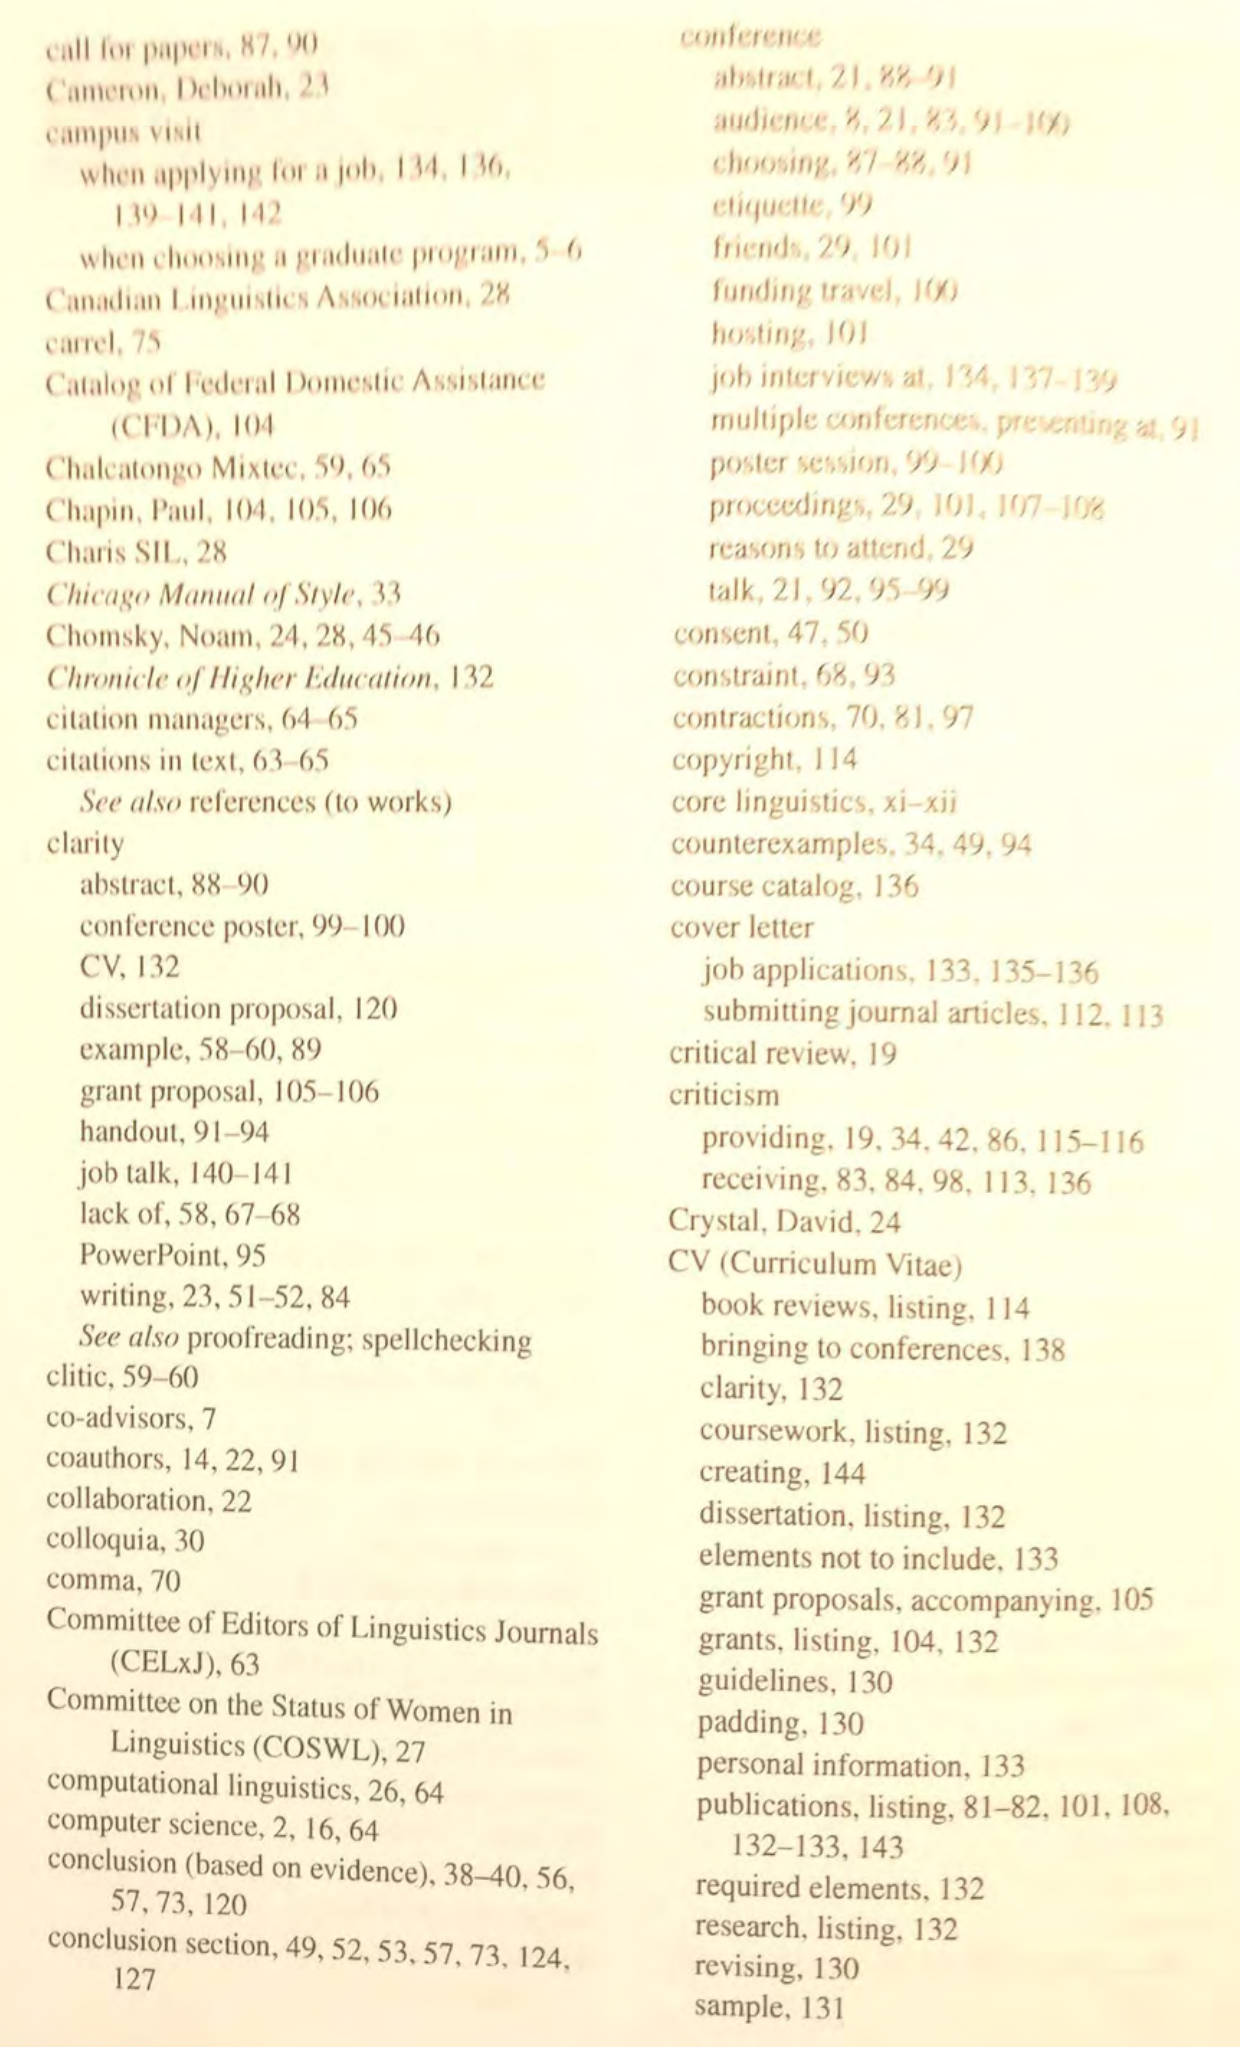 call for papers, 87, 90
Cameron, Deborah, 23
campus visit
when applying for a job, 134, 136,
139–141, 142
when choosing a graduate program, 5–6
Canadian Linguistics Association, 28
carrel, 75
Catalog of Federal Domestic Assistance
(CFDA), 104
Chalcatongo Mixtec, 59, 65
Chapin, Paul, 104, 105, 106
Charis SIL, 28
Chicago Manual of Style, 33
Chomsky, Noam, 24, 28, 45–46
Chronicle of Higher Education, 132
citation managers, 64–65
citations in text, 63–65
See also references (to works)
clarity
abstract, 88–90
conference poster, 99–100
CV, 132
dissertation proposal, 120
example, 58–60, 89
grant proposal, 105–106
handout, 91–94
job talk, 140–141
lack of, 58, 67–68
PowerPoint, 95
writing, 23, 51–52, 84
See also proofreading; spellchecking
clitic, 59–60
co-advisors, 7
coauthors, 14, 22, 91
collaboration, 22
colloquia, 30
comma, 70
Committee of Editors of Linguistics Journals
(CELxJ), 63
Committee on the Status of Women in
Linguistics (COSWL), 27
computational linguistics, 26, 64
computer science, 2, 16, 64
conclusion (based on evidence), 38–40, 56,
57, 73, 120
conclusion section, 49, 52, 53, 57, 73, 124,
127
conference
abstract, 21, 88–91
audience, 8, 21, 83, 91–100
choosing, 87–88, 91
etiquette, 99
friends, 29, 101
funding travel, 100
hosting, 101
job interviews at, 134, 137–139
multiple conferences, presenting at, 91
poster session, 99–100
proceedings, 29, 101, 107–108
reasons to attend, 29
talk, 21, 92, 95–99
consent, 47, 50
constraint, 68, 93
contractions, 70, 81, 97
copyright, 114
core linguistics, xi–xii
counterexamples, 34, 49, 94
course catalog, 136
cover letter
job applications, 133, 135–136
submitting journal articles, 112, 113
critical review, 19
criticism
providing, 19, 34, 42, 86, 115–116
receiving, 83, 84, 98, 113, 136
Crystal, David, 24
CV (Curriculum Vitae)
book reviews, listing, 114
bringing to conferences, 138
clarity, 132
coursework, listing, 132
creating, 144
dissertation, listing, 132
elements not to include, 133
grant proposals, accompanying, 105
grants, listing, 104, 132
guidelines, 130
padding, 130
personal information, 133
publications, listing, 81–82, 101, 108,
132–133, 143
required elements, 132
research, listing, 132
revising, 130
sample, 131